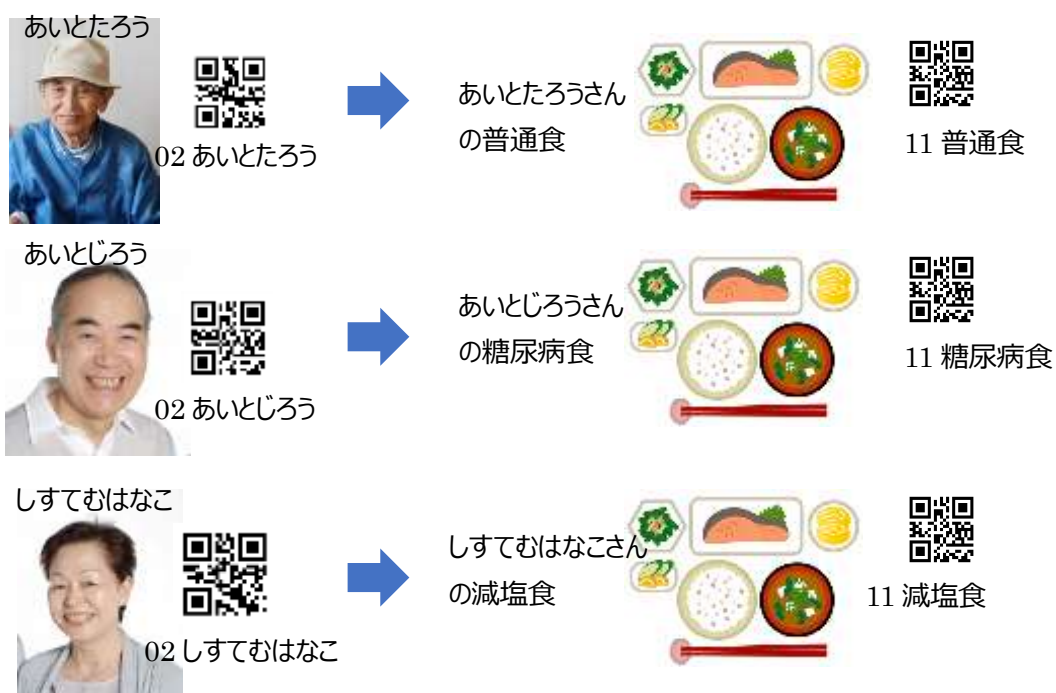 あいとたろう
02 あいとたろう
あいとたろうさん
の普通食
11 普通食
あいとじろう
02 あいとじろう
あいとじろうさん
の糖尿病食
11 糖尿病食
しすてむはなこ
02 しすてむはなこ
しすてむはなこさん
の減塩食
11 減塩食